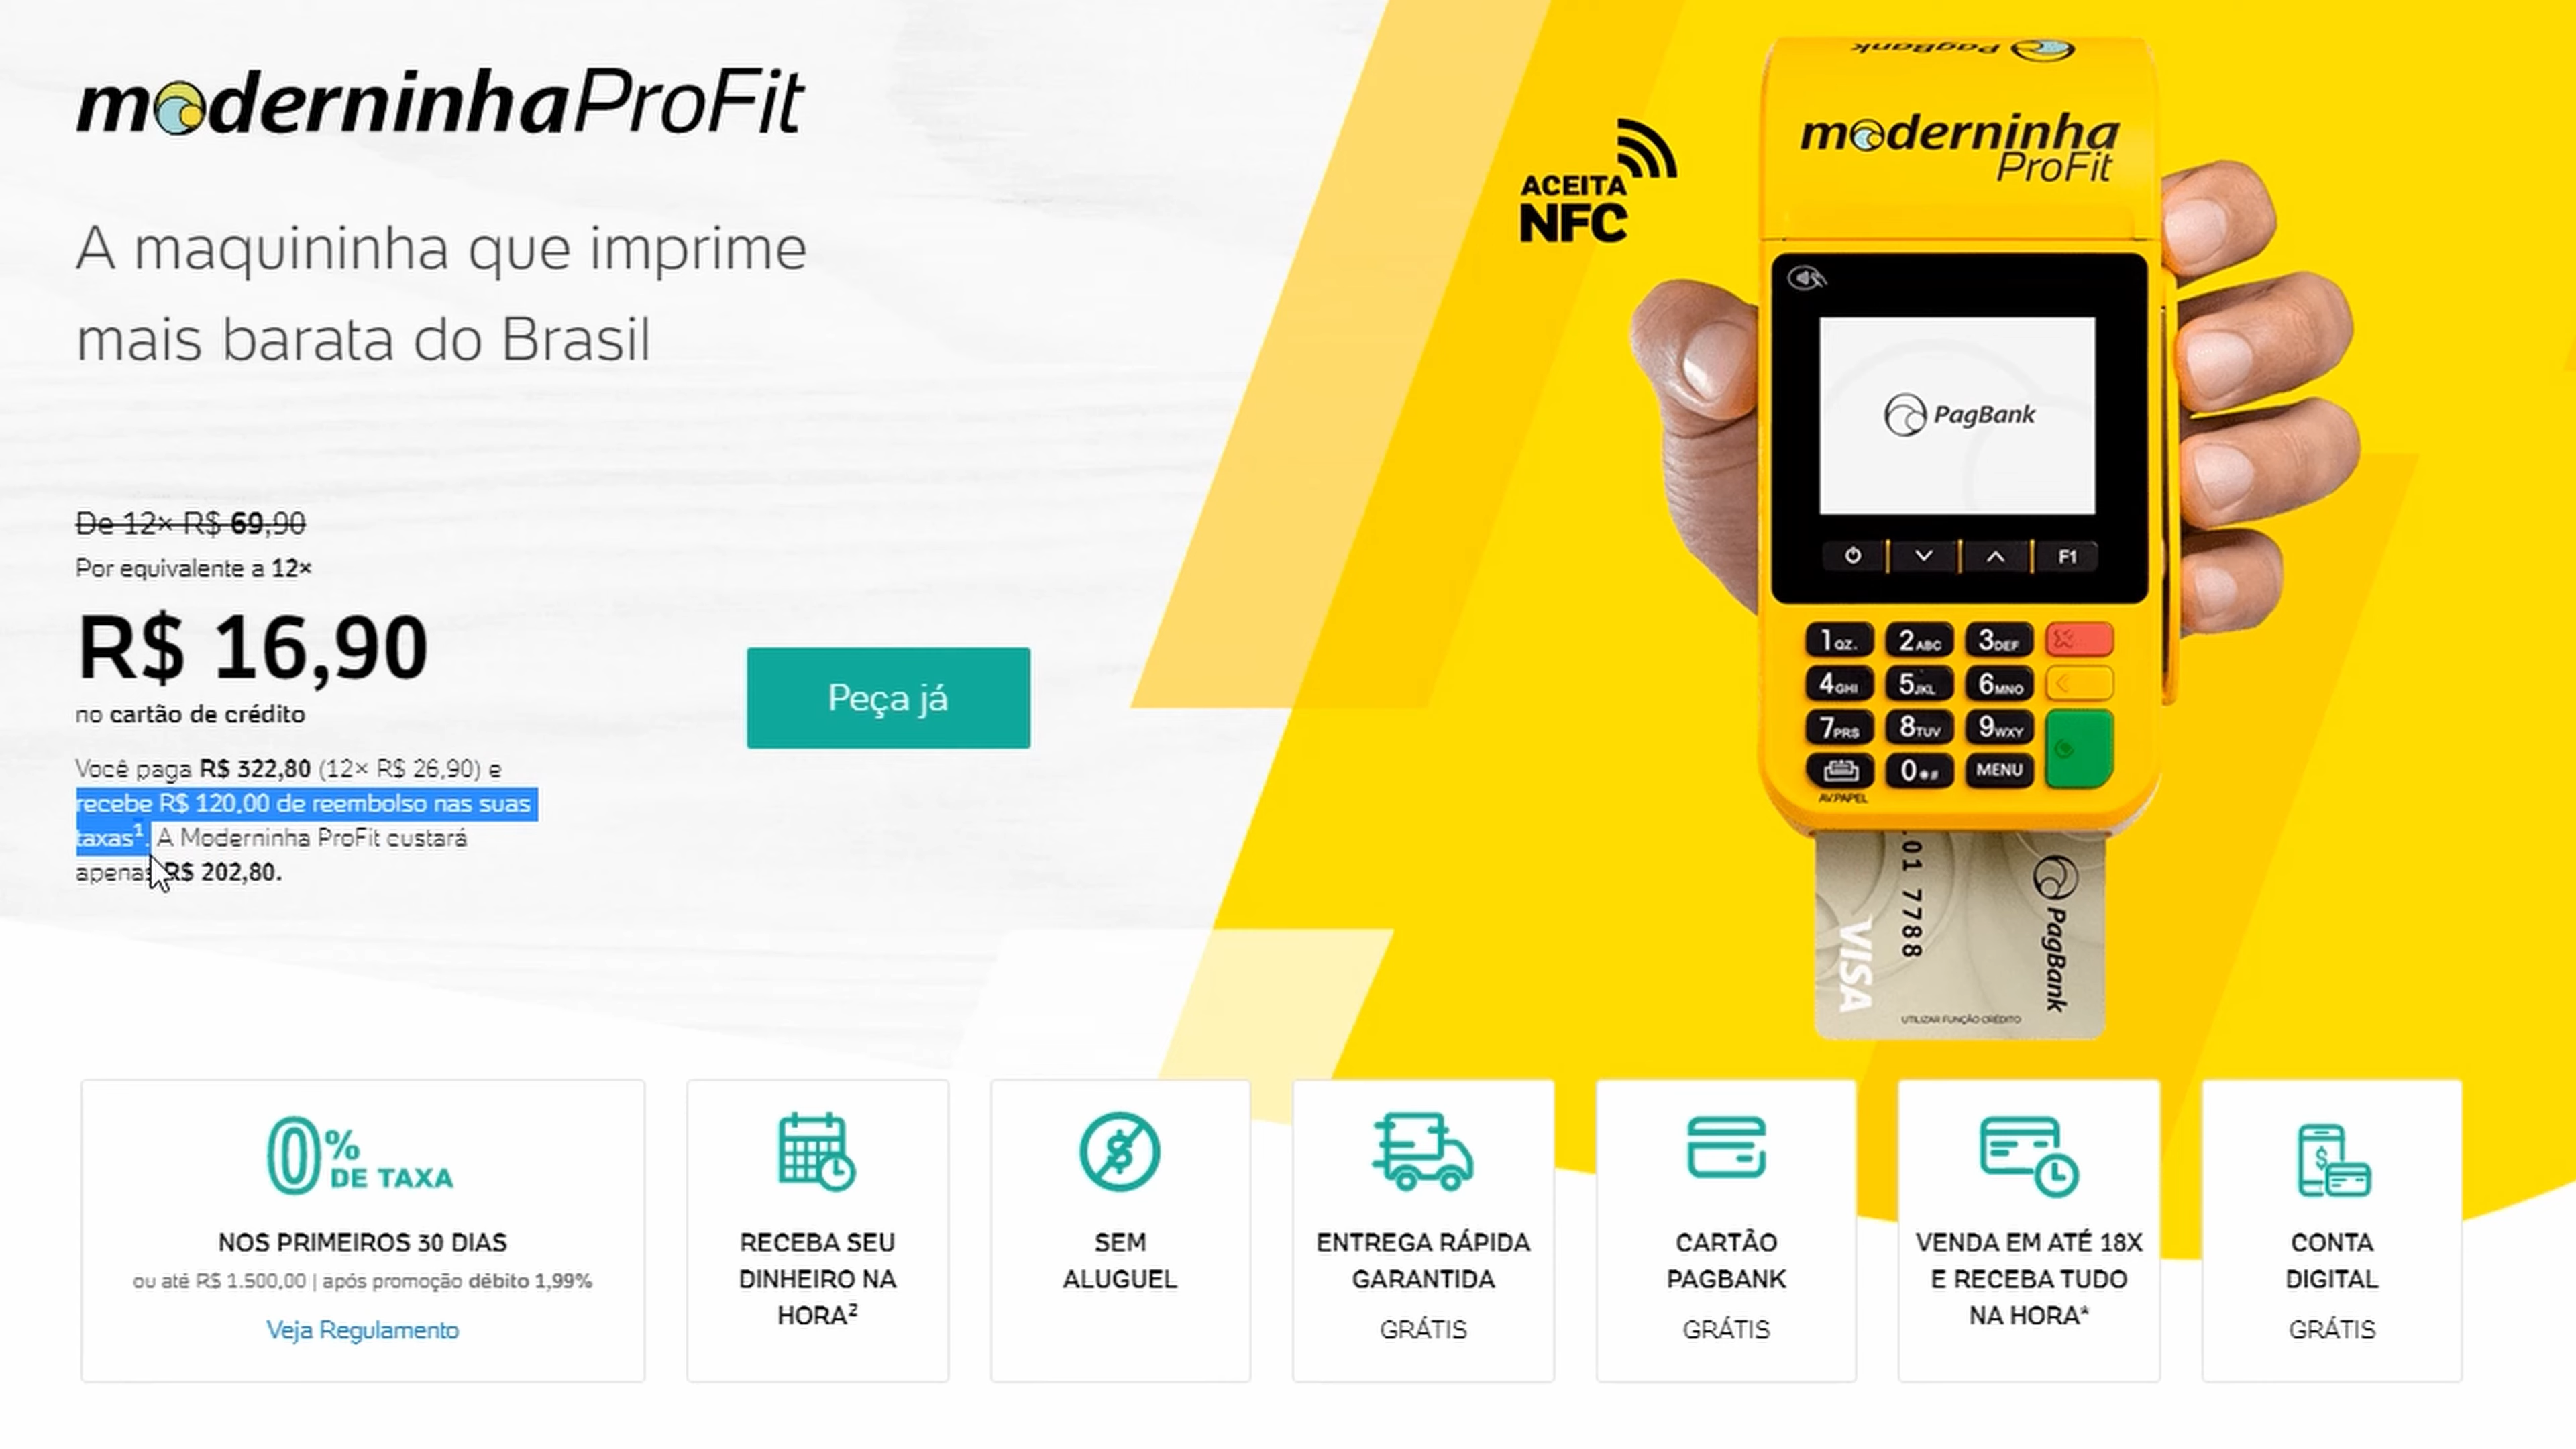 moderninhaProFit
A maquininha que imprime
mais barata do Brasil
De 12× R$ 69,90
Por equivalente a 12×
R$ 16,90
no cartão de crédito
Você paga R$ 322,80 (12× R$ 26,90) e
recebe R$ 120,00 de reembolso nas suas
taxas¹. A Moderninha ProFit custará
apenas R$ 202,80.
Peça já
ACEITA
NFC
PagBank
moderninha
ProFit
PagBank
F1
1 QZ. 2 ABC 3 DEF
4 GHI 5 JKL 6 MNO
7 PRS 8 TUV 9 WXY
0 *# MENU
AV.PAPEL
.01 7788
PagBank
VISA
UTILIZAR FUNÇÃO CRÉDITO
0%
DE TAXA
NOS PRIMEIROS 30 DIAS
ou até R$ 1.500,00 | após promoção débito 1,99%
Veja Regulamento
RECEBA SEU
DINHEIRO NA
HORA²
SEM
ALUGUEL
ENTREGA RÁPIDA
GARANTIDA
GRÁTIS
CARTÃO
PAGBANK
GRÁTIS
VENDA EM ATÉ 18X
E RECEBA TUDO
NA HORA*
CONTA
DIGITAL
GRÁTIS